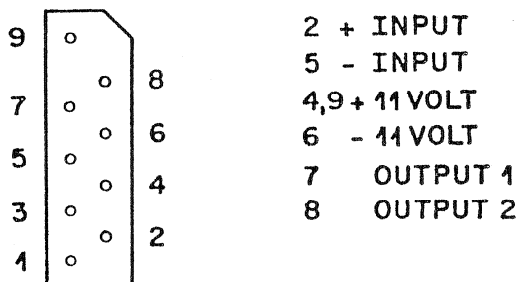 9
8
7
6
5
4
3
2
1
2 + INPUT
5 - INPUT
4,9 + 11 VOLT
6 - 11 VOLT
7 OUTPUT 1
8 OUTPUT 2